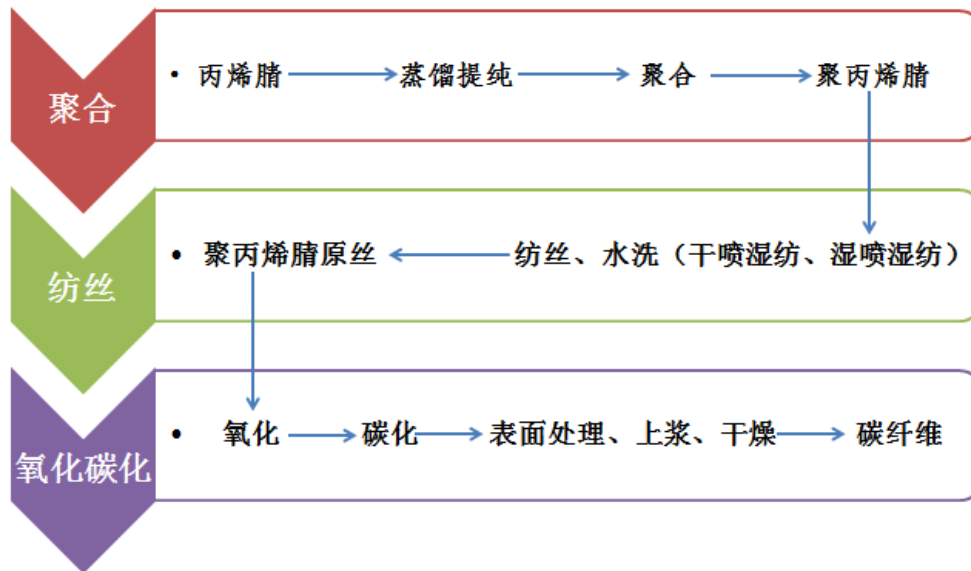 聚合
• 丙烯腈 蒸馏提纯 聚合 聚丙烯腈
纺丝
• 聚丙烯腈原丝 纺丝、水洗（干喷湿纺、湿喷湿纺）
氧化碳化
• 氧化 碳化 表面处理、上浆、干燥 碳纤维